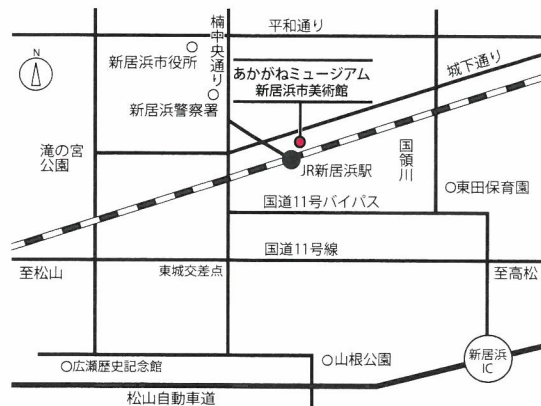 平和通り
楠中央通り
N
新居浜市役所
城下通り
あかがねミュージアム
新居浜市美術館
新居浜警察署
滝の宮
公園
国領川
JR新居浜駅
東田保育園
国道11号バイパス
国道11号線
至松山
東城交差点
至高松
新居浜
IC
広瀬歴史記念館
山根公園
松山自動車道